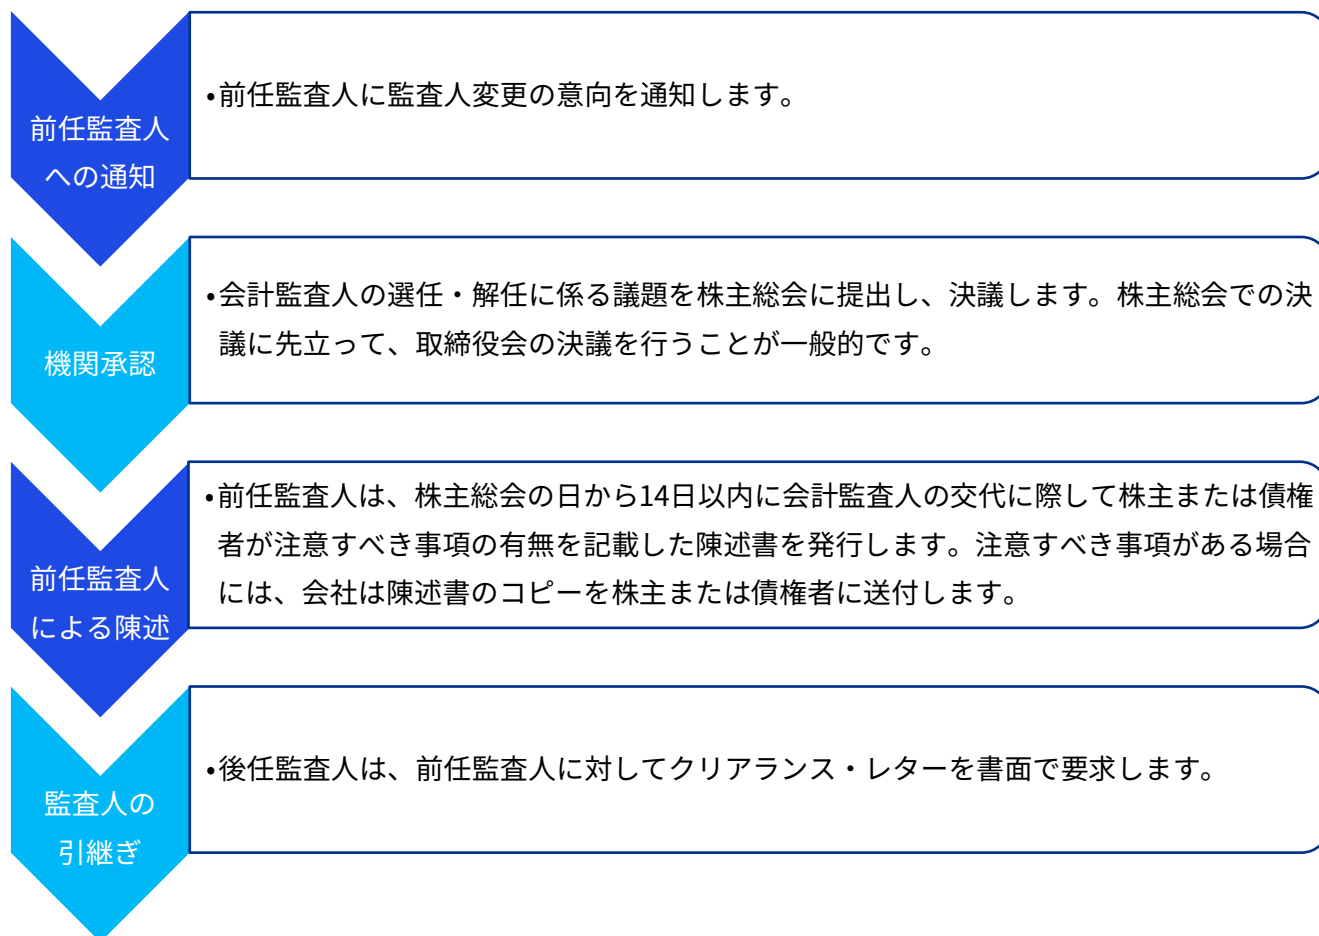 前任監査人
への通知
•前任監査人に監査人変更の意向を通知します。
機関承認
•会計監査人の選任・解任に係る議題を株主総会に提出し、決議します。株主総会での決
議に先立って、取締役会の決議を行うことが一般的です。
前任監査人
による陳述
•前任監査人は、株主総会の日から14日以内に会計監査人の交代に際して株主または債権
者が注意すべき事項の有無を記載した陳述書を発行します。注意すべき事項がある場合
には、会社は陳述書のコピーを株主または債権者に送付します。
監査人の
引継ぎ
•後任監査人は、前任監査人に対してクリアランス・レターを書面で要求します。